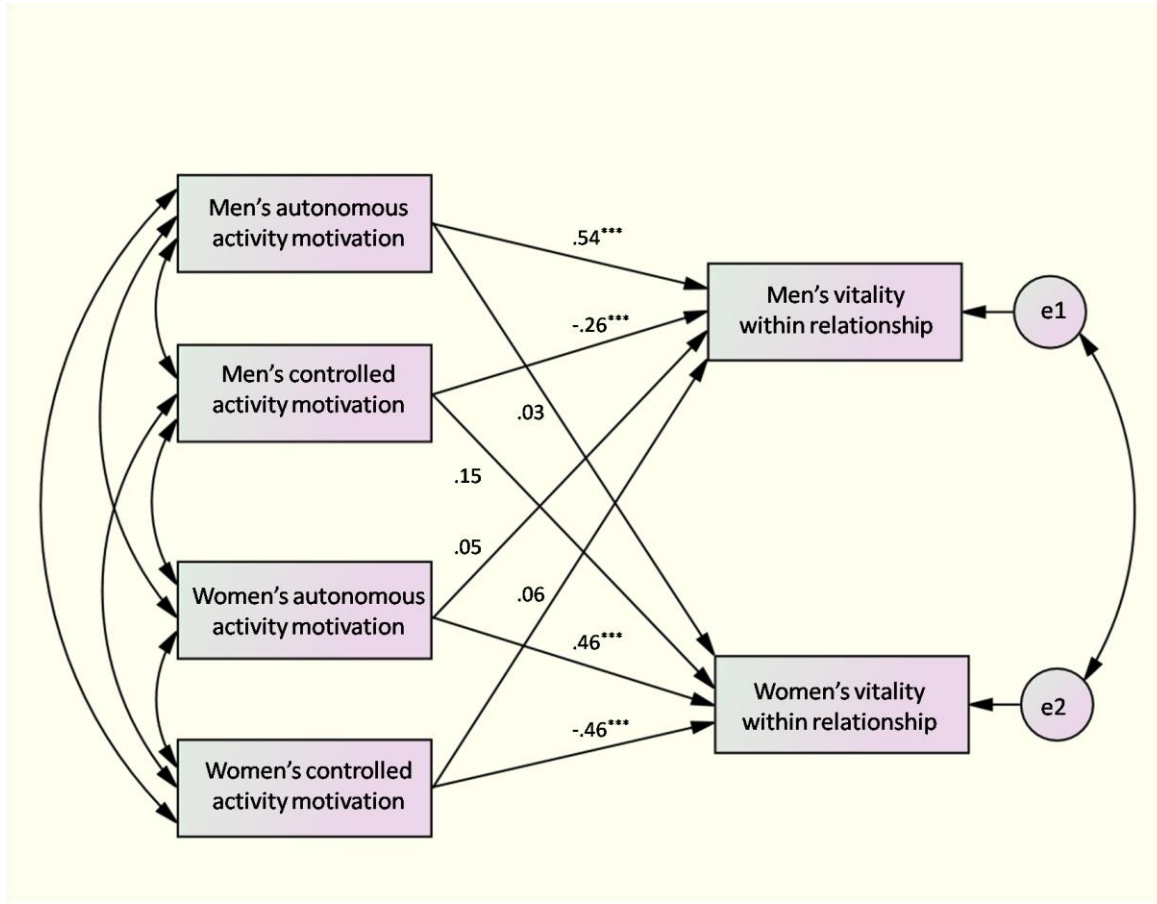 Men’s autonomous
activity motivation
.54***
Men’s vitality
within relationship
e1
-.26***
Men’s controlled
activity motivation
.03
.15
.05
.06
Women’s autonomous
activity motivation
.46***
Women’s vitality
within relationship
e2
-.46***
Women’s controlled
activity motivation